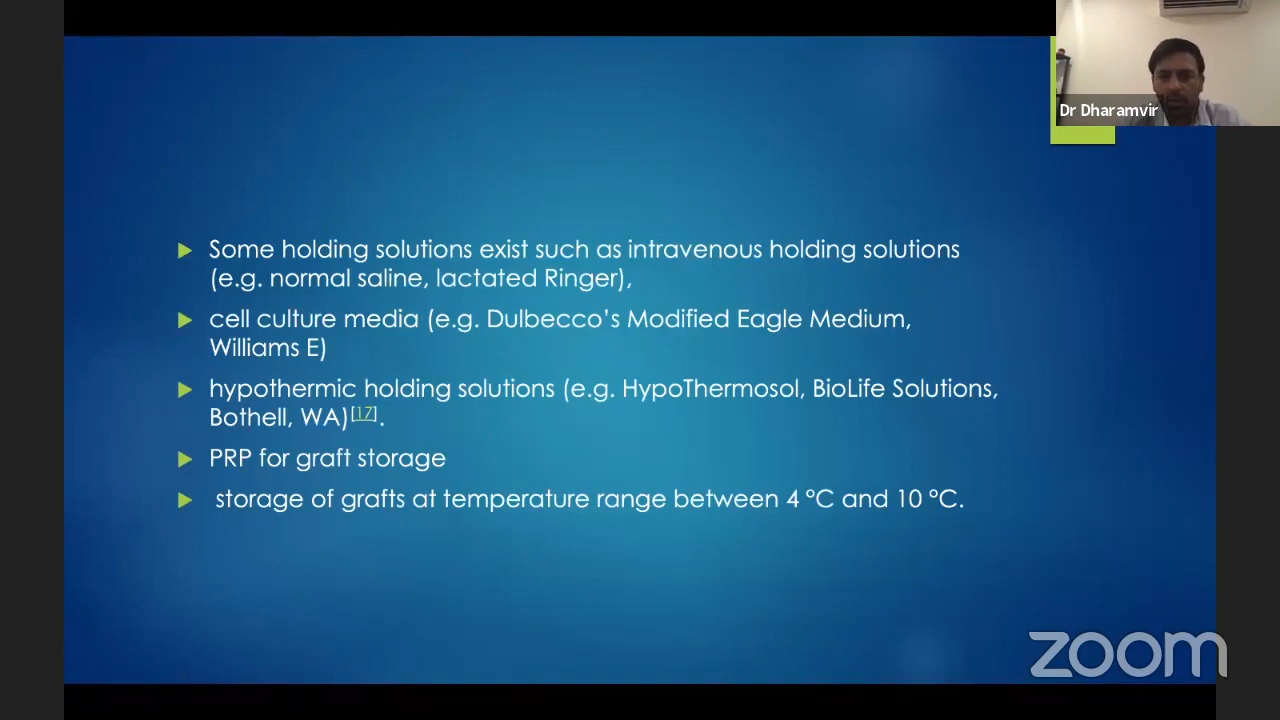 Dr Dharamvir
Some holding solutions exist such as intravenous holding solutions
(e.g. normal saline, lactated Ringer),
cell culture media (e.g. Dulbecco’s Modified Eagle Medium,
Williams E)
hypothermic holding solutions (e.g. HypoThermosol, BioLife Solutions,
Bothell, WA)[17].
PRP for graft storage
storage of grafts at temperature range between 4 °C and 10 °C.
zoom